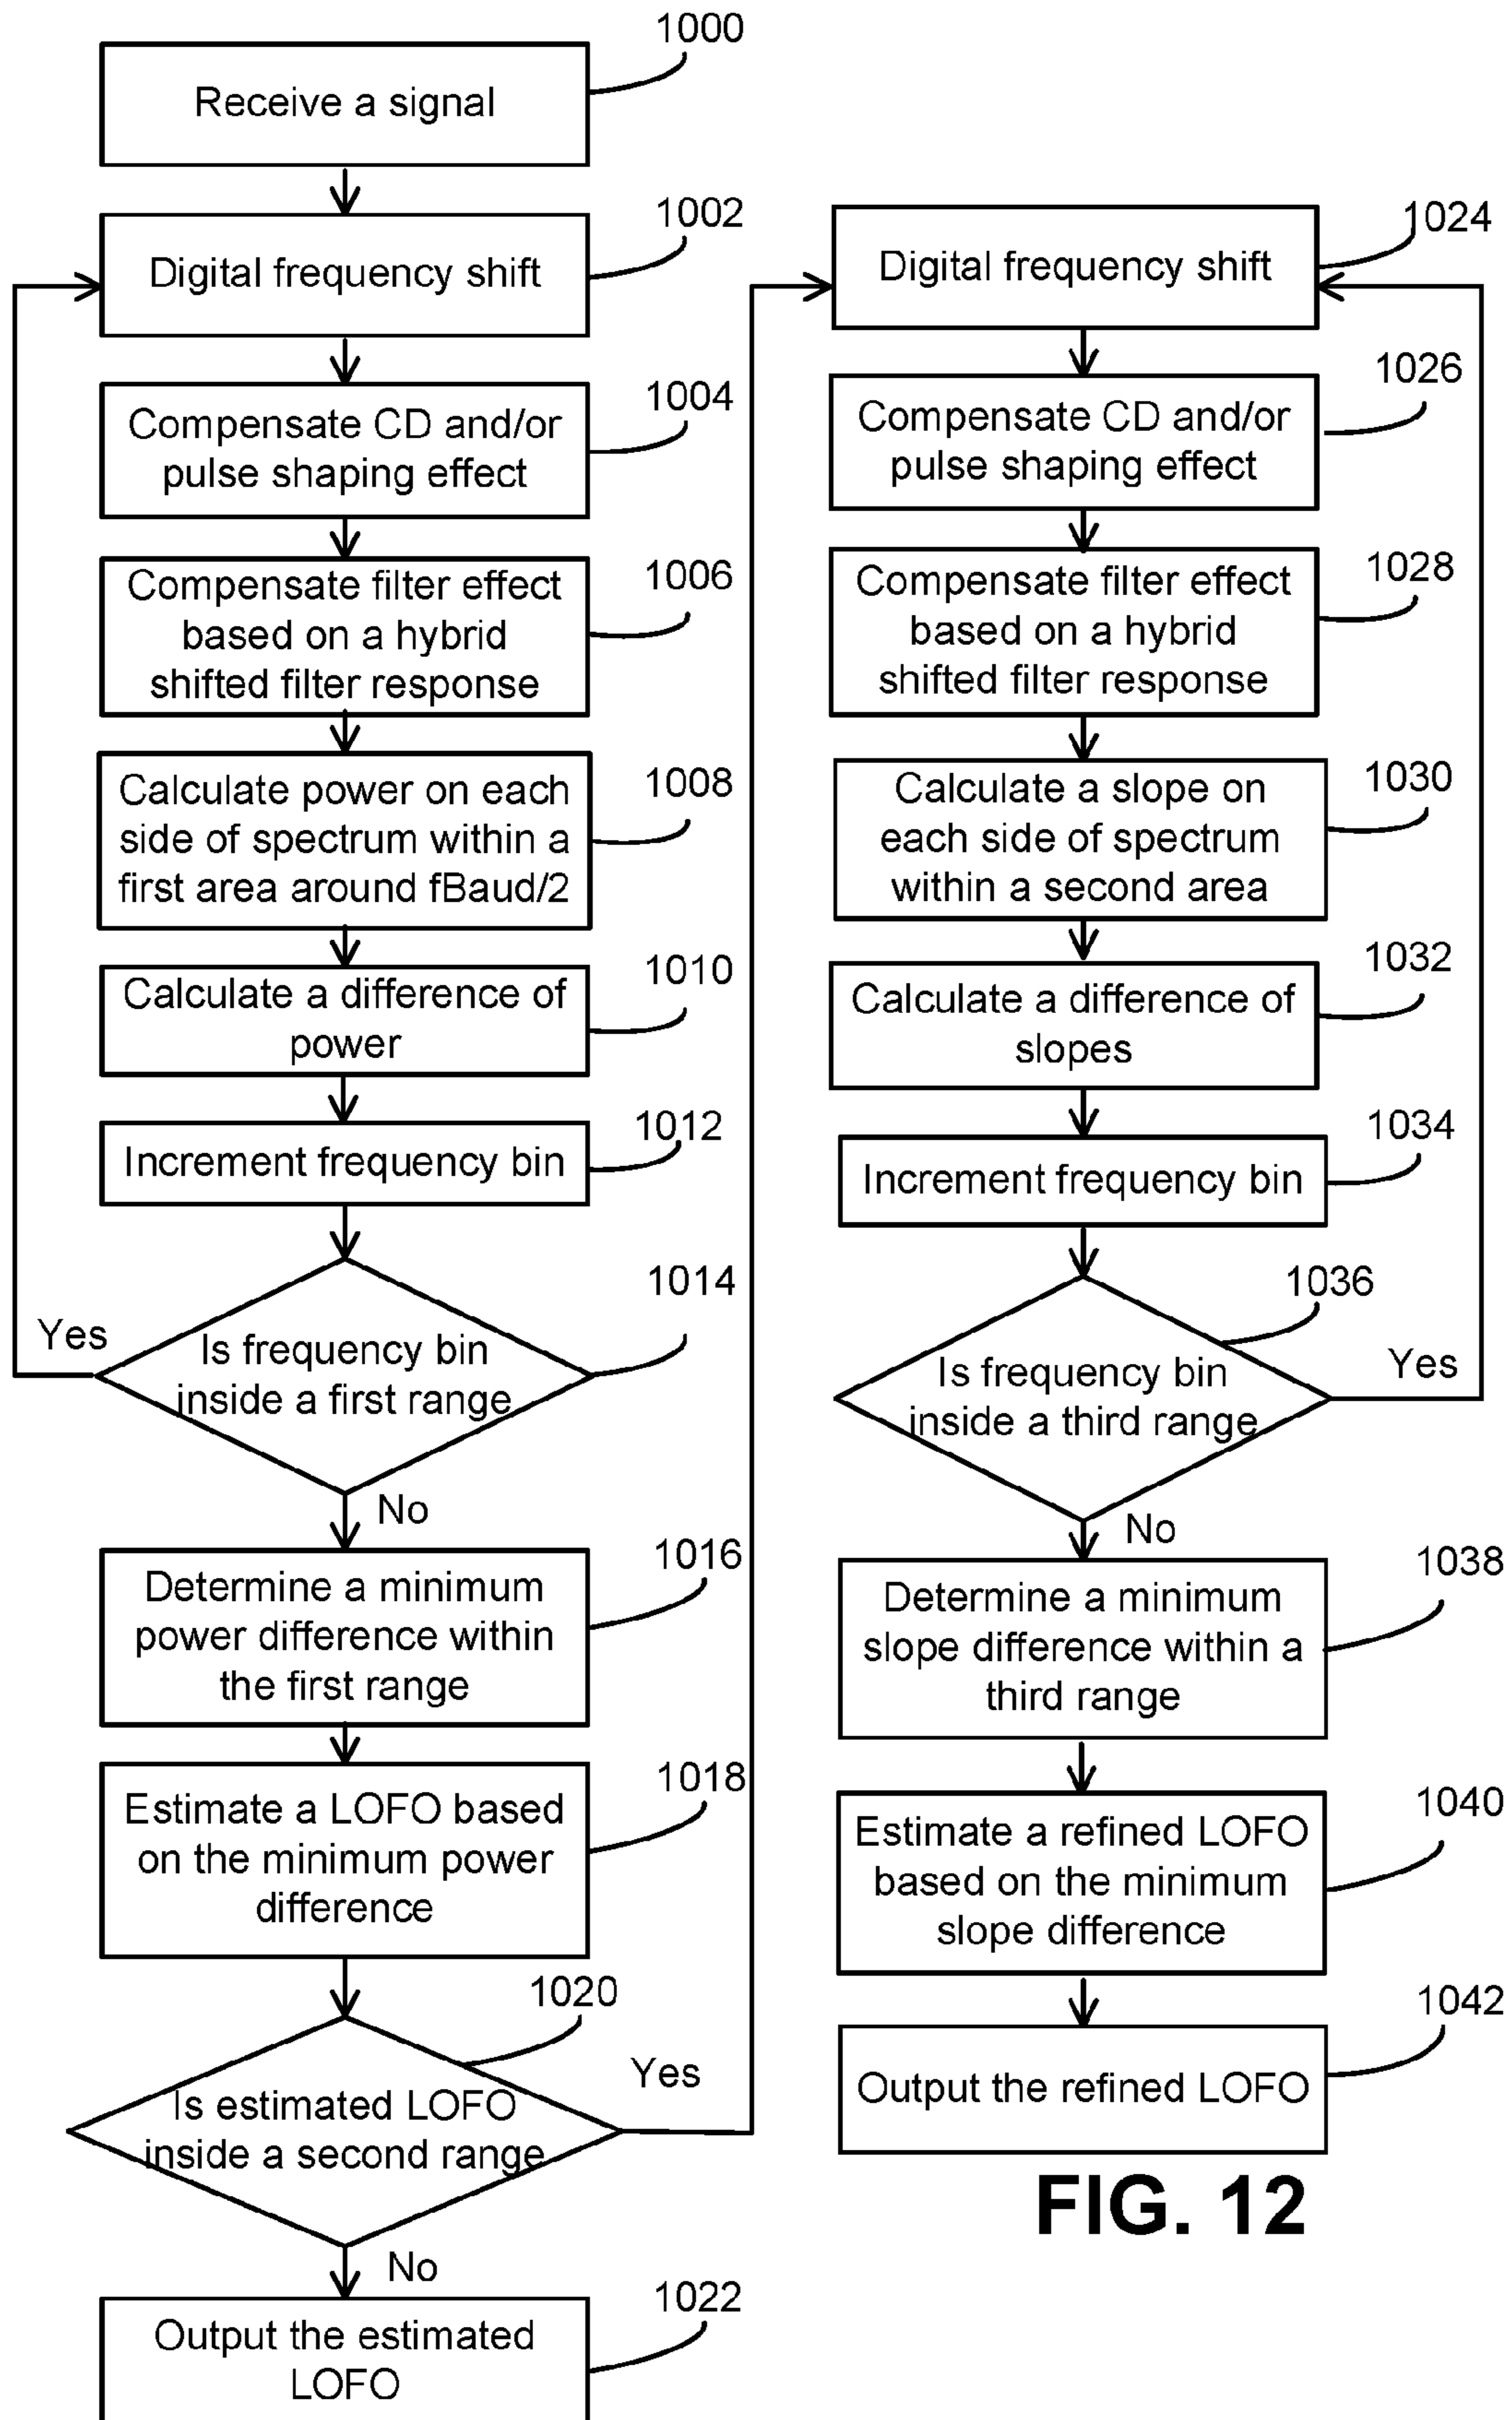 1000
Receive a signal
1002
Digital frequency shift
1004
Compensate CD and/or
pulse shaping effect
1006
Compensate filter effect
based on a hybrid
shifted filter response
1008
Calculate power on each
side of spectrum within a
first area around fBaud/2
1010
Calculate a difference of
power
1012
Increment frequency bin
1014
Yes
Is frequency bin
inside a first range
No
1016
Determine a minimum
power difference within
the first range
1018
Estimate a LOFO based
on the minimum power
difference
1020
Yes
Is estimated LOFO
inside a second range
No
1022
Output the estimated
LOFO
1024
Digital frequency shift
1026
Compensate CD and/or
pulse shaping effect
1028
Compensate filter effect
based on a hybrid
shifted filter response
1030
Calculate a slope on
each side of spectrum
within a second area
1032
Calculate a difference of
slopes
1034
Increment frequency bin
1036
Yes
Is frequency bin
inside a third range
No
1038
Determine a minimum
slope difference within a
third range
1040
Estimate a refined LOFO
based on the minimum
slope difference
1042
Output the refined LOFO
FIG. 12